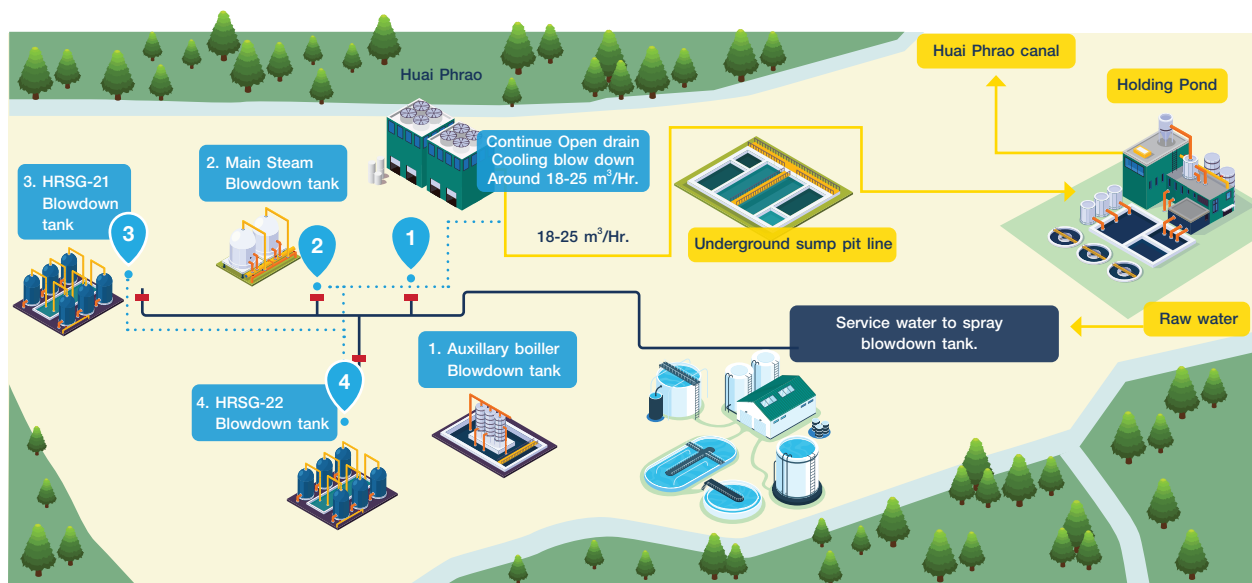 Huai Phrao
Huai Phrao canal
Holding Pond
Continue Open drain
Cooling blow down
Around 18-25 m³/Hr.
2. Main Steam
Blowdown tank
3. HRSG-21
Blowdown
tank
3
2
1
18-25 m³/Hr.
Underground sump pit line
Service water to spray
blowdown tank.
Raw water
1. Auxillary boiller
Blowdown tank
4
4. HRSG-22
Blowdown tank